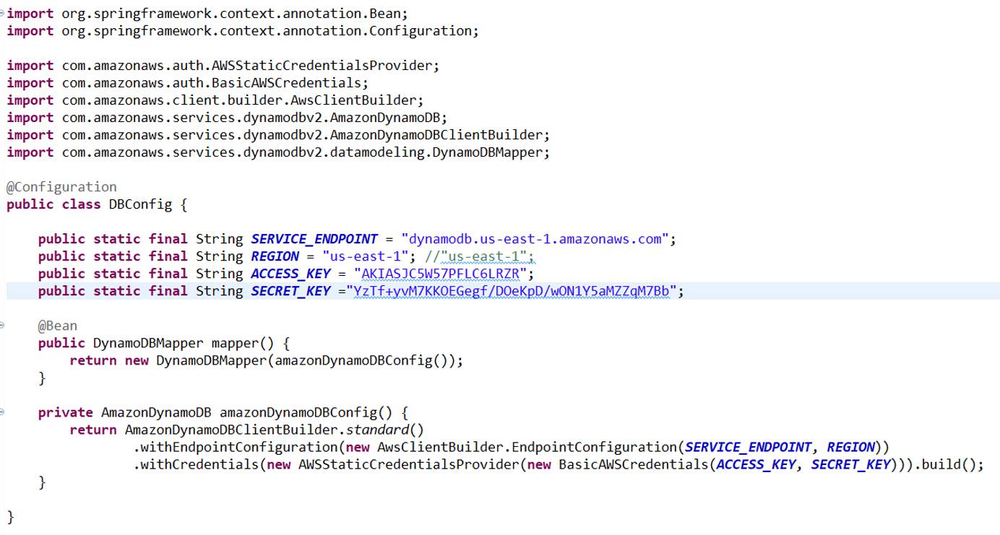 import org.springframework.context.annotation.Bean;
import org.springframework.context.annotation.Configuration;
import com.amazonaws.auth.AWSStaticCredentialsProvider;
import com.amazonaws.auth.BasicAWSCredentials;
import com.amazonaws.client.builder.AwsClientBuilder;
import com.amazonaws.services.dynamodbv2.AmazonDynamoDB;
import com.amazonaws.services.dynamodbv2.AmazonDynamoDBClientBuilder;
import com.amazonaws.services.dynamodbv2.datamodeling.DynamoDBMapper;
@Configuration
public class DBConfig {
public static final String SERVICE_ENDPOINT = "dynamodb.us-east-1.amazonaws.com";
public static final String REGION = "us-east-1"; //"us-east-1";
public static final String ACCESS_KEY = "AKIASJC5W57PFLC6LRZR";
public static final String SECRET_KEY ="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";
@Bean
public DynamoDBMapper mapper() {
return new DynamoDBMapper(amazonDynamoDBConfig());
}
private AmazonDynamoDB amazonDynamoDBConfig() {
return AmazonDynamoDBClientBuilder.standard()
.withEndpointConfiguration(new AwsClientBuilder.EndpointConfiguration(SERVICE_ENDPOINT, REGION))
.withCredentials(new AWSStaticCredentialsProvider(new BasicAWSCredentials(ACCESS_KEY, SECRET_KEY))).build();
}
}